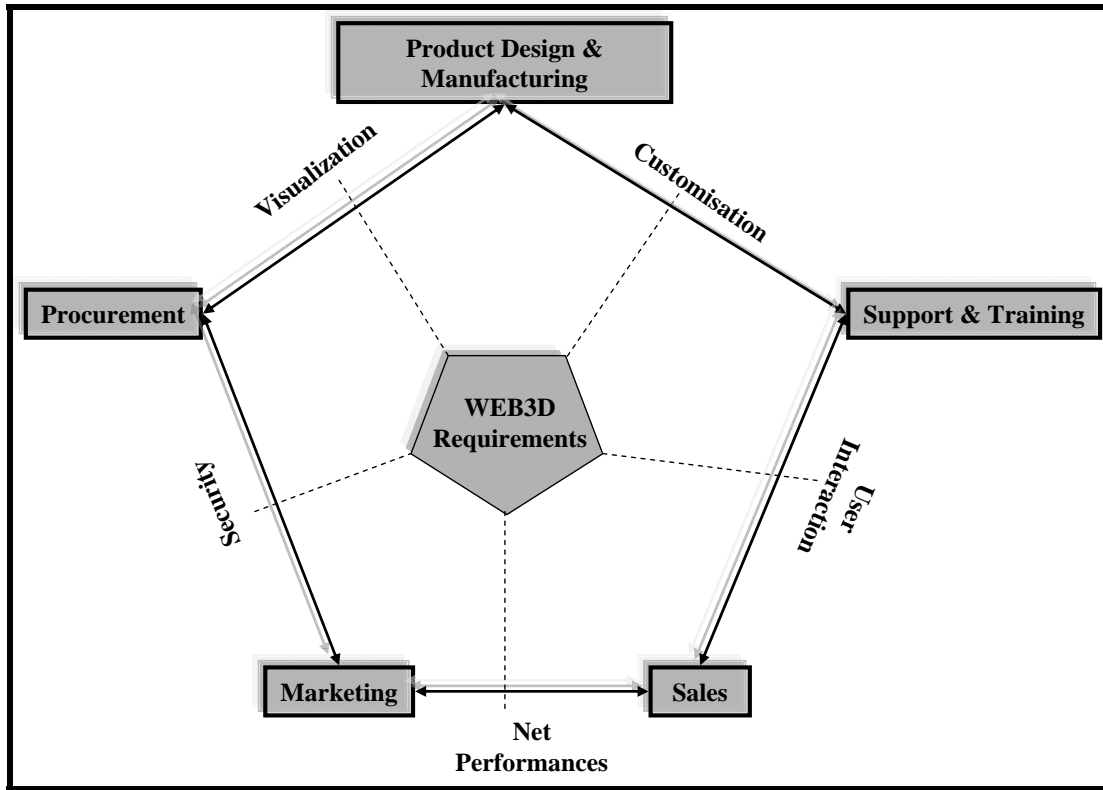 Product Design &
Manufacturing
Visualization
Customisation
Procurement
Support & Training
WEB3D
Requirements
Security
User
Interaction
Marketing
Sales
Net
Performances